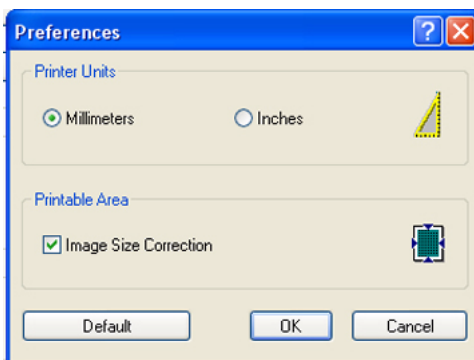 Preferences
Printer Units
Millimeters Inches
Printable Area
Image Size Correction
Default OK Cancel